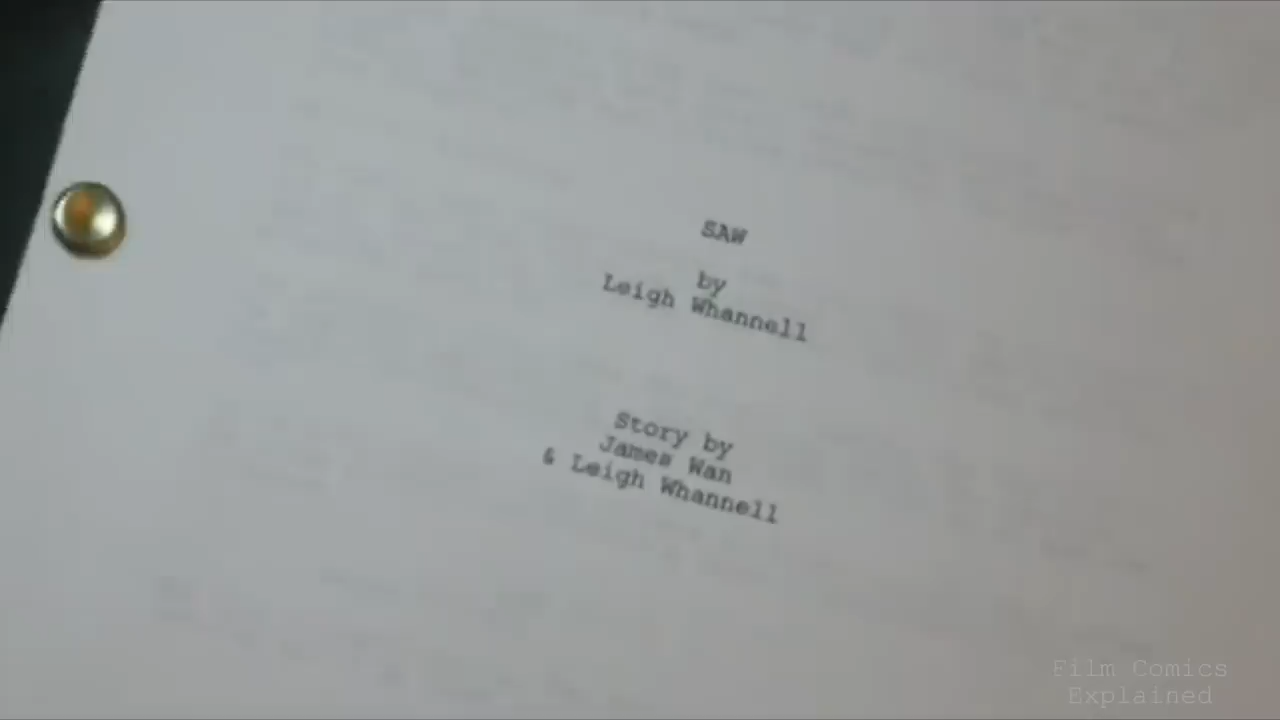 SAW
by
Leigh Whannell
Story by
James Wan
& Leigh Whannell
Film Comics
Explained